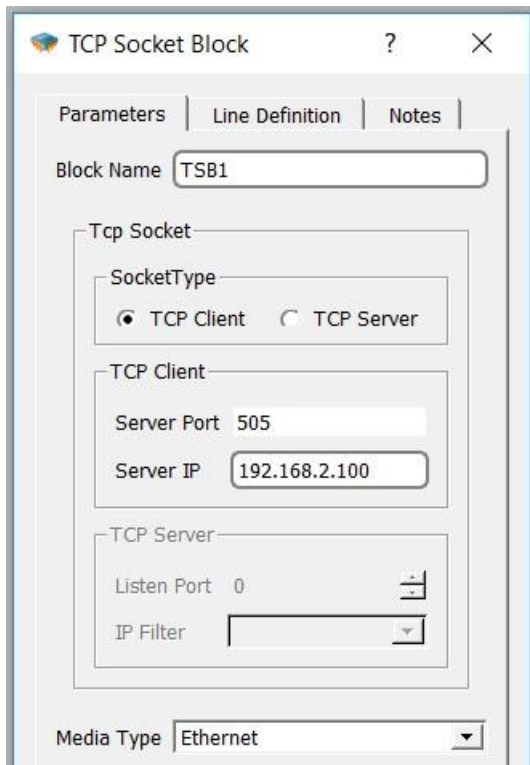 TCP Socket Block ?
Parameters Line Definition Notes
Block Name TSB1
Tcp Socket
SocketType
TCP Client TCP Server
TCP Client
Server Port 505
Server IP 192.168.2.100
TCP Server
Listen Port 0
IP Filter
Media Type Ethernet